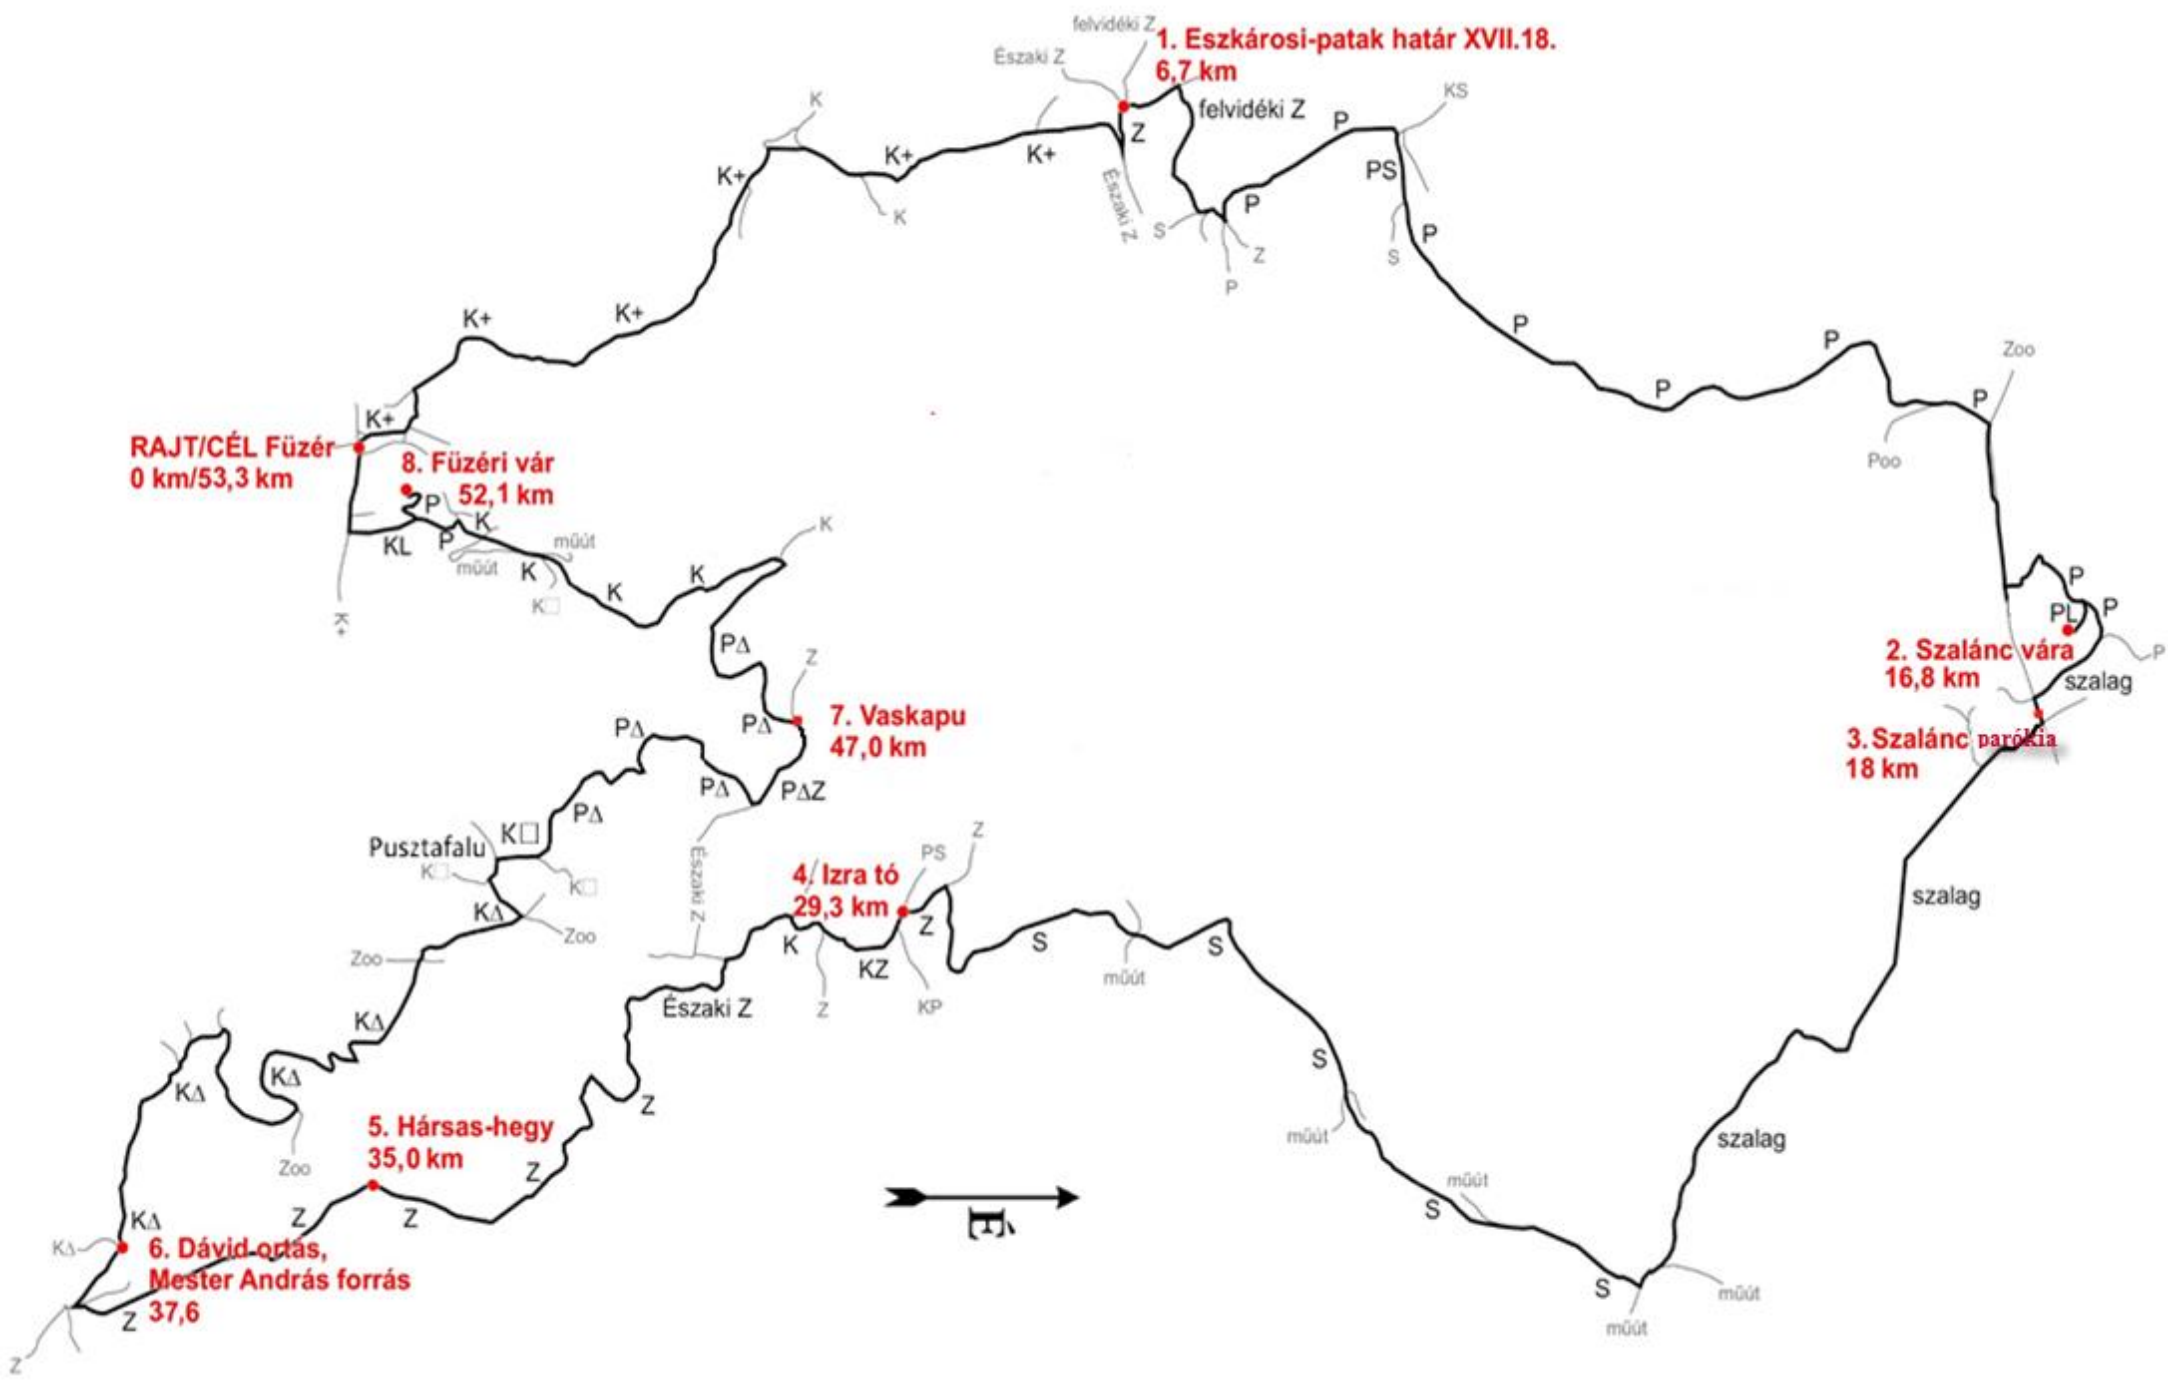 felvidéki Z
1. Eszkárosi-patak határ XVII.18.
6,7 km
Északi Z
felvidéki Z
Z
K
K+
K+
K+
K
Északi Z
P
KS
PS
P
S
Z
P
S
P
K+
K+
P
P
P
P
Zoo
Poo
K+
RAJT/CÉL Füzér
0 km/53,3 km
8. Füzéri vár
52,1 km
P
K
KL
P
műút
műút
K
K□
K
K
K
K+
P
PL
P
P
2. Szalánc vára
16,8 km
szalag
3. Szalánc parókia
18 km
PΔ
Z
PΔ
7. Vaskapu
47,0 km
PΔ
PΔ
PΔZ
PΔ
K□
Pusztafalu
K□
K□
KΔ
Zoo
Zoo
Északi Z
4. Izra tó
29,3 km
PS
Z
Z
K
KZ
Z
KP
S
műút
S
szalag
Északi Z
KΔ
KΔ
KΔ
Zoo
Z
S
műút
szalag
5. Hársas-hegy
35,0 km
Z
Z
Z
műút
S
É
KΔ
KΔ
6. Dávid ortás,
Mester András forrás
37,6
Z
Z
S
műút
műút